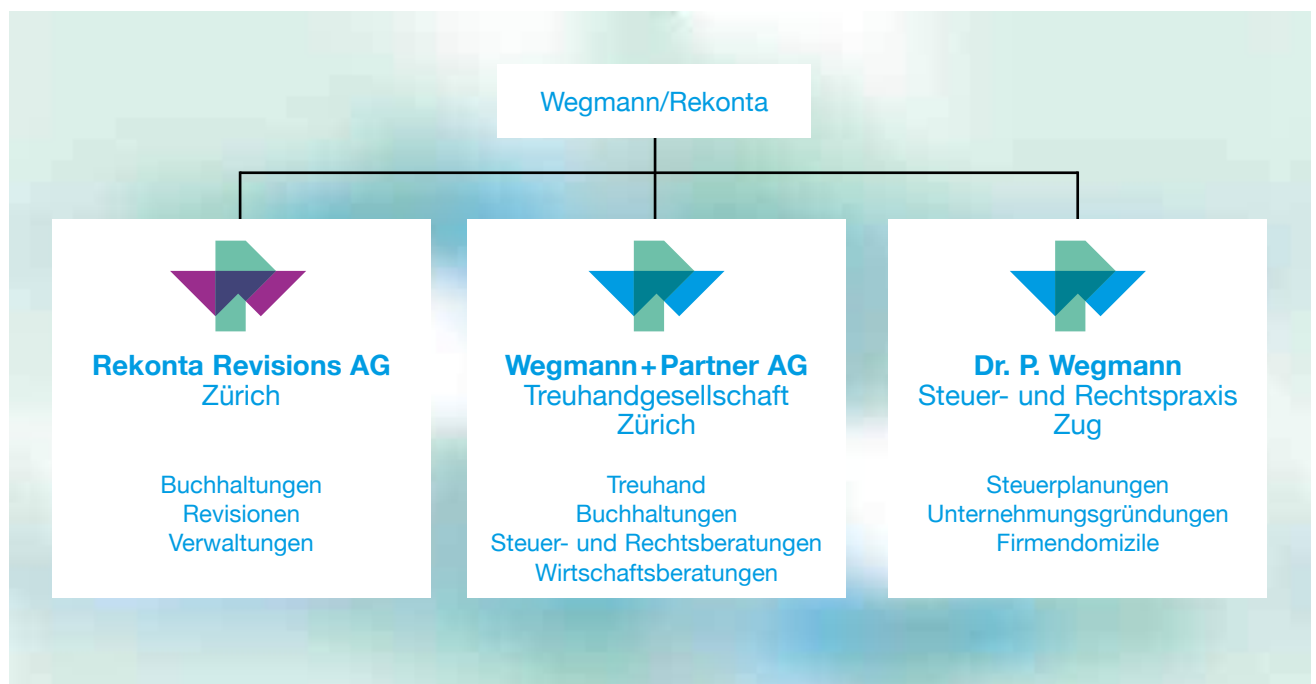 Wegmann/Rekonta
Rekonta Revisions AG
Zürich
Buchhaltungen
Revisionen
Verwaltungen
Wegmann+Partner AG
Treuhandgesellschaft
Zürich
Treuhand
Buchhaltungen
Steuer- und Rechtsberatungen
Wirtschaftsberatungen
Dr. P. Wegmann
Steuer- und Rechtspraxis
Zug
Steuerplanungen
Unternehmungsgründungen
Firmendomizile